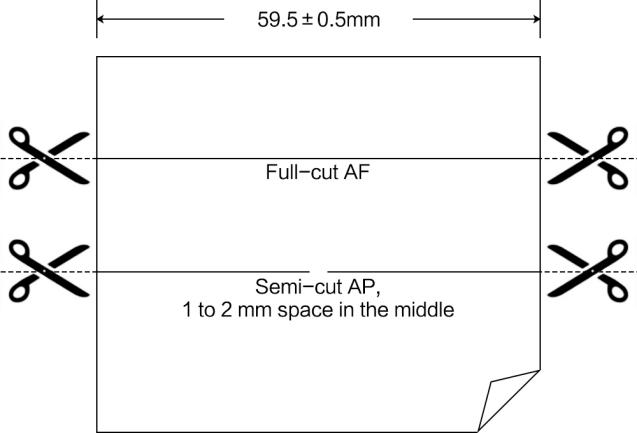 59.5±0.5mm
Full-cut AF
Semi-cut AP,
1 to 2 mm space in the middle